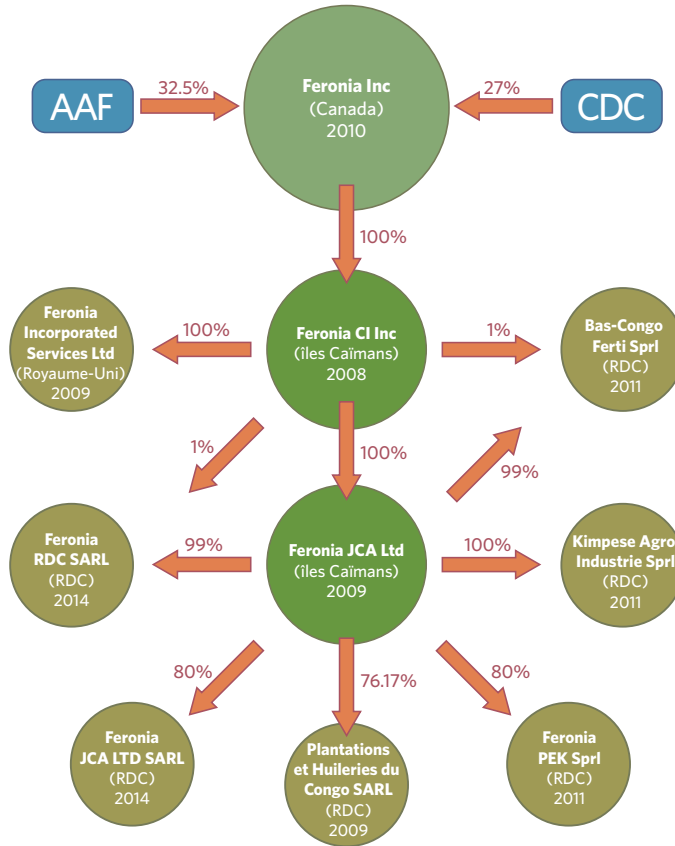 AAF
32.5%
Feronia Inc
(Canada)
2010
27%
CDC
100%
Feronia
Incorporated
Services Ltd
(Royaume-Uni)
2009
100%
Feronia CI Inc
(îles Caïmans)
2008
1%
Bas-Congo
Ferti Sprl
(RDC)
2011
1%
100%
99%
Feronia
RDC SARL
(RDC)
2014
99%
Feronia JCA Ltd
(îles Caïmans)
2009
100%
Kimpese Agro
Industrie Sprl
(RDC)
2011
80%
76.17%
80%
Feronia
JCA LTD SARL
(RDC)
2014
Plantations
et Huileries du
Congo SARL
(RDC)
2009
Feronia
PEK Sprl
(RDC)
2011